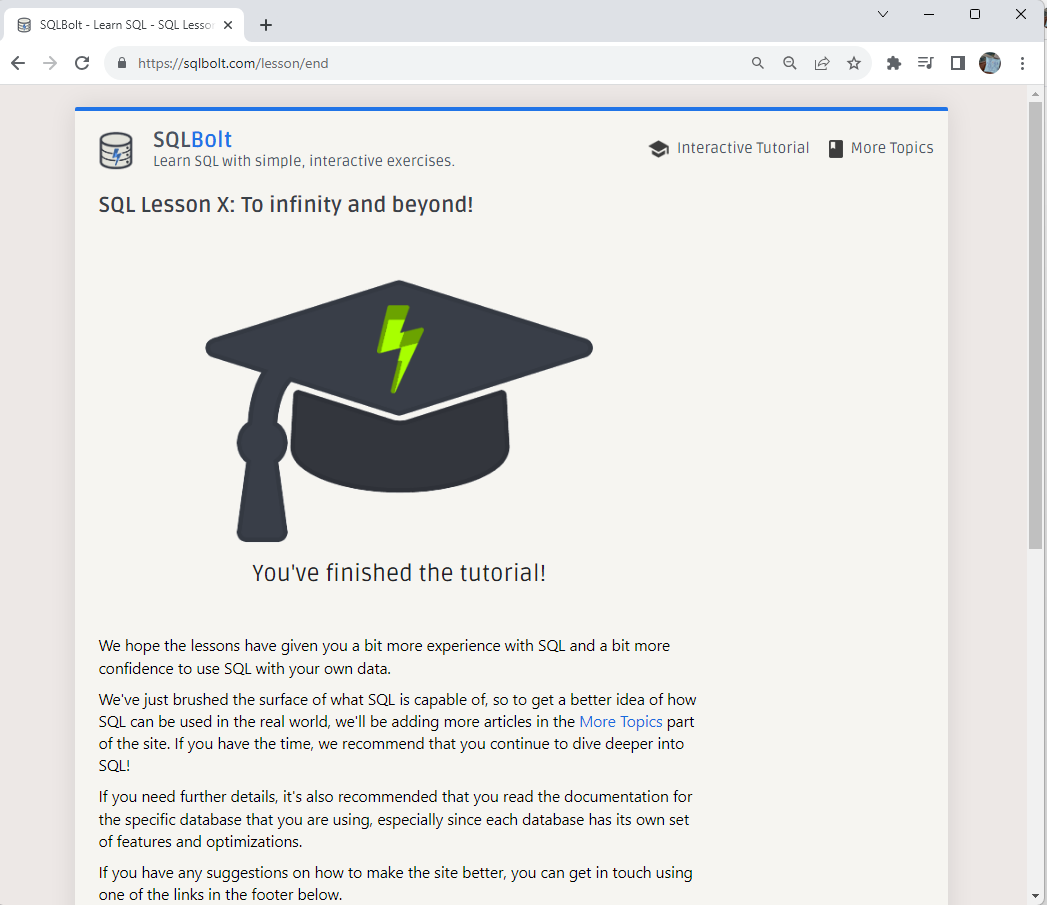 SQLBolt - Learn SQL - SQL Lesson
https://sqlbolt.com/lesson/end
SQLBolt
Learn SQL with simple, interactive exercises.
Interactive Tutorial
More Topics
SQL Lesson X: To infinity and beyond!
You've finished the tutorial!
We hope the lessons have given you a bit more experience with SQL and a bit more
confidence to use SQL with your own data.
We've just brushed the surface of what SQL is capable of, so to get a better idea of how
SQL can be used in the real world, we'll be adding more articles in the More Topics part
of the site. If you have the time, we recommend that you continue to dive deeper into
SQL!
If you need further details, it's also recommended that you read the documentation for
the specific database that you are using, especially since each database has its own set
of features and optimizations.
If you have any suggestions on how to make the site better, you can get in touch using
one of the links in the footer below.